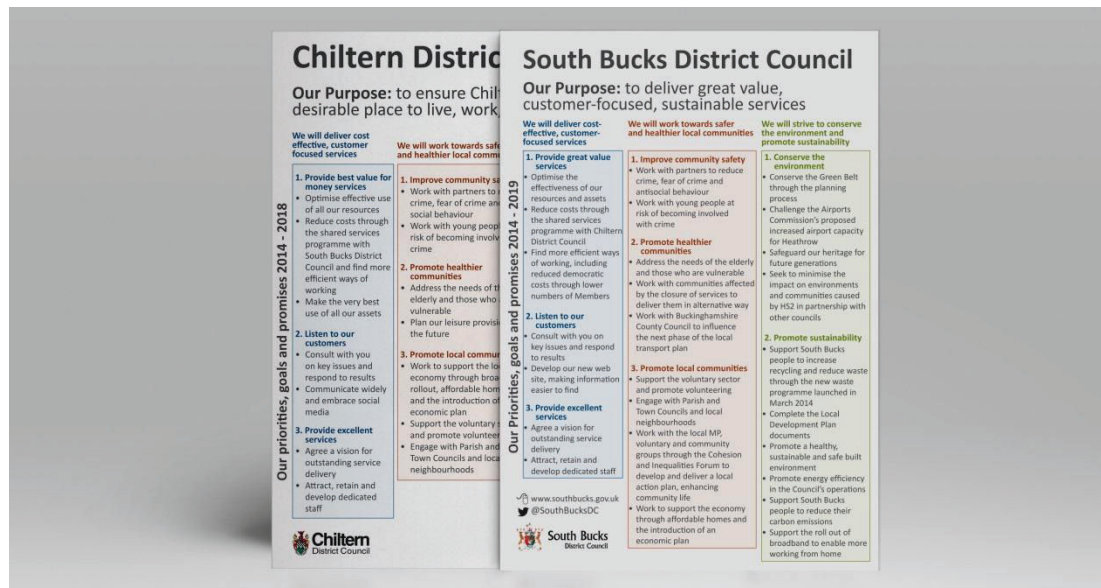 Chiltern Distric
Our Purpose: to ensure Chil
desirable place to live, work,
Our priorities, goals and promises 2014 - 2018
We will deliver cost
effective, customer
focused services
1. Provide best value for
money services
• Optimise effective use
of all our resources
• Reduce costs through
the shared services
programme with
South Bucks District
Council and find more
efficient ways of
working
• Make the very best
use of all our assets
2. Listen to our
customers
• Consult with you
on key issues and
respond to results
• Communicate widely
and embrace social
media
3. Provide excellent
services
• Agree a vision for
outstanding service
delivery
• Attract, retain and
develop dedicated
staff
We will work towards safe
and healthier local commu
1. Improve community sa
• Work with partners to
crime, fear of crime an
social behaviour
• Work with young peopl
risk of becoming involv
crime
2. Promote healthier
communities
• Address the needs of th
elderly and those who
vulnerable
• Plan our leisure provisi
the future
3. Promote local commun
• Work to support the lo
economy through broa
rollout, affordable hom
and the introduction of
economic plan
• Support the voluntary s
and promote volunteer
• Engage with Parish and
Town Councils and loca
neighbourhoods
Chiltern
District Council
South Bucks District Council
Our Purpose: to deliver great value,
customer-focused, sustainable services
Our Priorities, goals and promises 2014 - 2019
We will deliver cost-
effective, customer-
focused services
1. Provide great value
services
• Optimise the
effectiveness of our
resources and assets
• Reduce costs through
the shared services
programme with Chiltern
District Council
• Find more efficient ways
of working, including
reduced democratic
costs through lower
numbers of Members
2. Listen to our
customers
• Consult with you on
key issues and respond
to results
• Develop our new web
site, making information
easier to find
3. Provide excellent
services
• Agree a vision for
outstanding service
delivery
• Attract, retain and
develop dedicated staff
www.southbucks.gov.uk
@SouthBucksDC
South Bucks
District Council
We will work towards safer
and healthier local communities
1. Improve community safety
• Work with partners to reduce
crime, fear of crime and
antisocial behaviour
• Work with young people at
risk of becoming involved
with crime
2. Promote healthier
communities
• Address the needs of the elderly
and those who are vulnerable
• Work with communities affected
by the closure of services to
deliver them in alternative way
• Work with Buckinghamshire
County Council to influence
the next phase of the local
transport plan
3. Promote local communities
• Support the voluntary sector
and promote volunteering
• Engage with Parish and
Town Councils and local
neighbourhoods
• Work with the local MP,
voluntary and community
groups through the Cohesion
and Inequalities Forum to
develop and deliver a local
action plan, enhancing
community life
• Work to support the economy
through affordable homes and
the introduction of an
economic plan
We will strive to conserve
the environment and
promote sustainability
1. Conserve the
environment
• Conserve the Green Belt
through the planning
process
• Challenge the Airports
Commission's proposed
increased airport capacity
for Heathrow
• Safeguard our heritage for
future generations
• Seek to minimise the
impact on environments
and communities caused
by HS2 in partnership with
other councils
2. Promote sustainability
• Support South Bucks
people to increase
recycling and reduce waste
through the new waste
programme launched in
March 2014
• Complete the Local
Development Plan
documents
• Promote a healthy,
sustainable and safe built
environment
• Promote energy efficiency
in the Council's operations
• Support South Bucks
people to reduce their
carbon emissions
• Support the roll out of
broadband to enable more
working from home